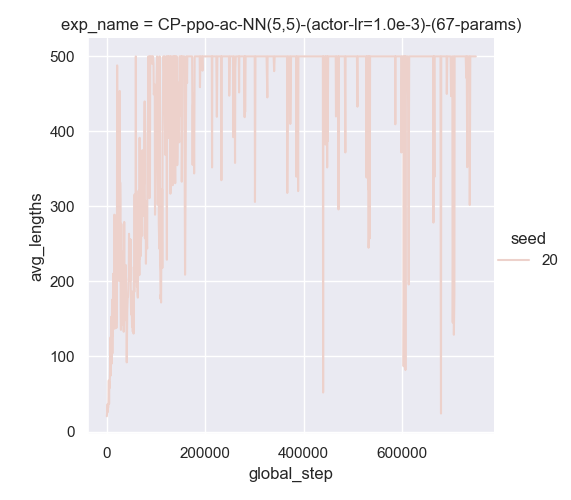 exp_name = CP-ppo-ac-NN(5,5)-(actor-lr=1.0e-3)-(67-params)
500
400
300
200
100
0
avg_lengths
0 200000 400000 600000
global_step
seed
20